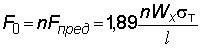 F₀ = nFпред = 1,89 nWₓσт / l